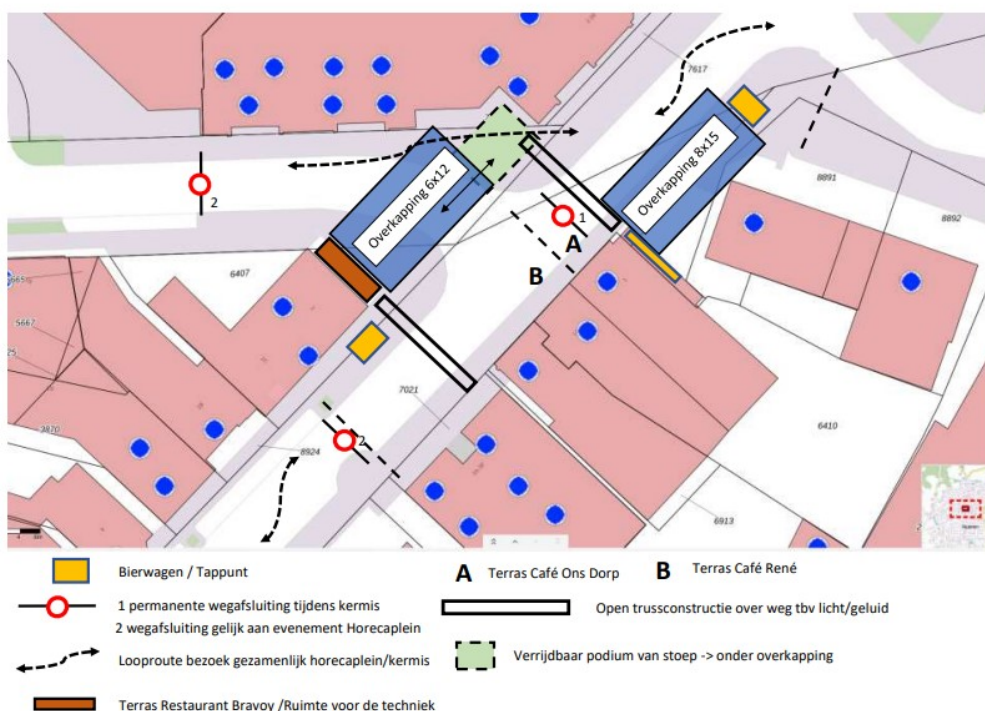 7617
Overkapping 8x15
8891
8892
Overkapping 6x12
2
1
A
B
6407
5667
3870
7021
2
8924
6410
6913
Bierwagen / Tappunt
A Terras Café Ons Dorp
B Terras Café René
1 permanente wegafsluiting tijdens kermis
2 wegafsluiting gelijk aan evenement Horecaplein
Open trussconstructie over weg tbv licht/geluid
Looproute bezoek gezamenlijk horecaplein/kermis
Verrijdbaar podium van stoep -> onder overkapping
Terras Restaurant Bravoy /Ruimte voor de techniek